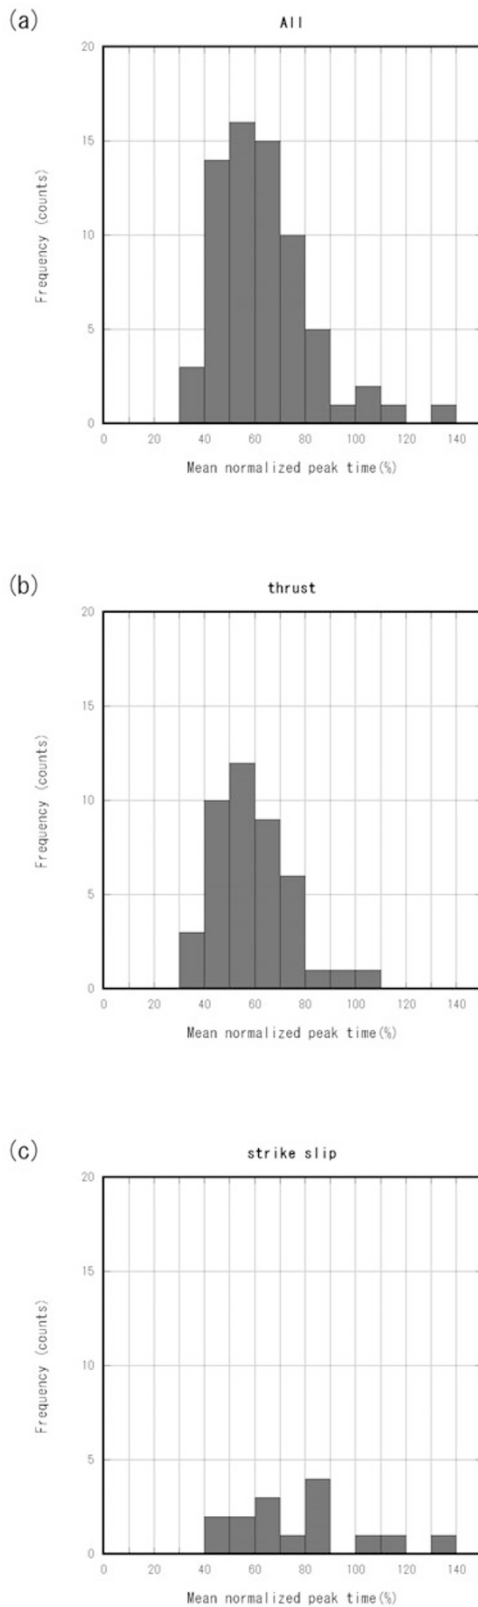 (a)
All
20
15
10
5
0
Frequency (counts)
0 20 40 60 80 100 120 140
Mean normalized peak time(%)
(b)
thrust
20
15
10
5
0
Frequency (counts)
0 20 40 60 80 100 120 140
Mean normalized peak time(%)
(c)
strike slip
20
15
10
5
0
Frequency (counts)
0 20 40 60 80 100 120 140
Mean normalized peak time(%)